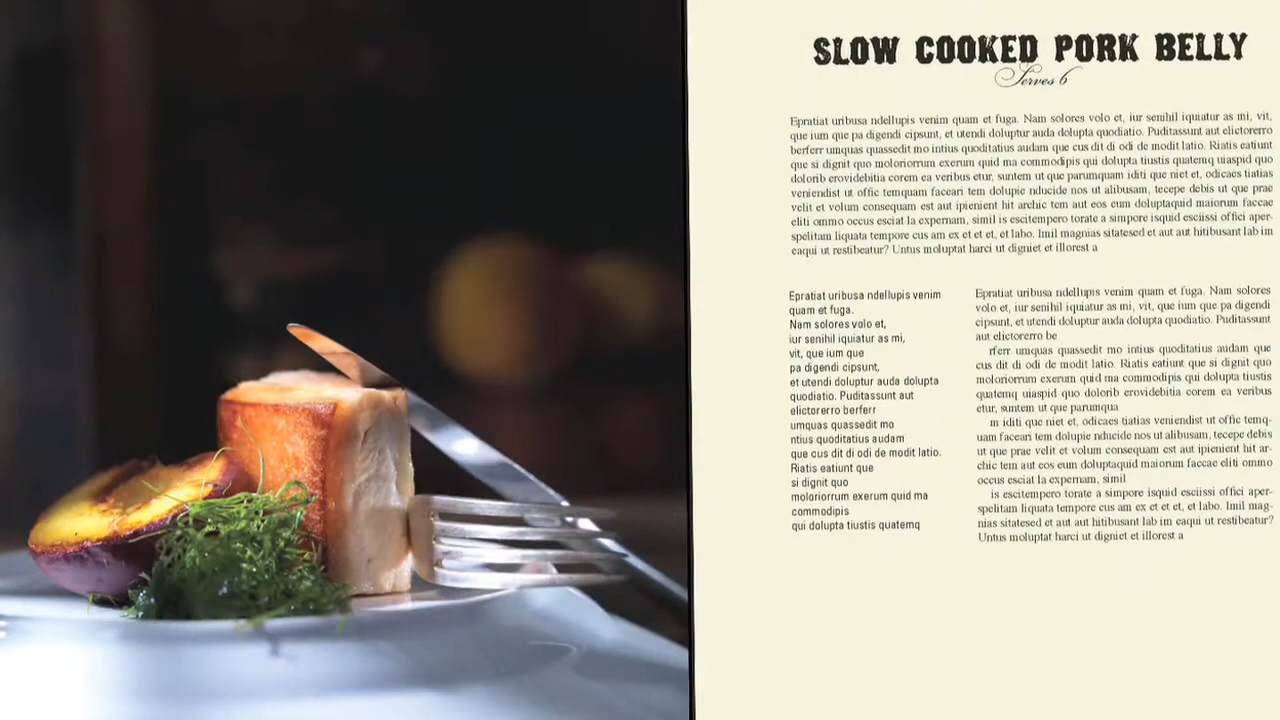 SLOW COOKED PORK BELLY
Serves 6
Epratiat uribusa ndellupis venim quam et fuga. Nam solores volo et, iur senihil iquiatur as mi, vit,
que ium que pa digendi cipsunt, et utendi doluptur auda dolupta quodiatio. Puditassunt aut elictorerro
berferr umquas quassedit mo intius quoditatius audam que cus dit di odi de modit latio. Riatis eatiunt
que si dignit quo moloriorrum exerum quid ma commodipis qui dolupta tiustis quatemq uiaspid quo
dolorib erovidebitia corem ea veribus etur, suntem ut que parumquam iditi que niet et, odicaes tiatias
veniendist ut offic temquam faceari tem dolupie nducide nos ut alibusam, tecepe debis ut que prae
velit et volum consequam est aut ipienient hit archic tem aut eos eum doluptaquid maiorum faccae
eliti ommo occus esciat la expernam, simil is escitempero torate a simpore isquid esciissi offici aper-
spelitam liquata tempore cus am ex et et et, et labo. Imil magnias sitatesed et aut aut hitibusant lab im
eaqui ut restibeatur? Untus moluptat harci ut digniet et illorest a
Epratiat uribusa ndellupis venim
quam et fuga.
Nam solores volo et,
iur senihil iquiatur as mi,
vit, que ium que
pa digendi cipsunt,
et utendi doluptur auda dolupta
quodiatio. Puditassunt aut
elictorerro berferr
umquas quassedit mo
ntius quoditatius audam
que cus dit di odi de modit latio.
Riatis eatiunt que
si dignit quo
moloriorrum exerum quid ma
commodipis
qui dolupta tiustis quatemq
Epratiat uribusa ndellupis venim quam et fuga. Nam solores
volo et, iur senihil iquiatur as mi, vit, que ium que pa digendi
cipsunt, et utendi doluptur auda dolupta quodiatio. Puditassunt
aut elictorerro be
rferr umquas quassedit mo intius quoditatius audam que
cus dit di odi de modit latio. Riatis eatiunt que si dignit quo
moloriorrum exerum quid ma commodipis qui dolupta tiustis
quatemq uiaspid quo dolorib erovidebitia corem ea veribus
etur, suntem ut que parumqua
m iditi que niet et, odicaes tiatias veniendist ut offic temq-
uam faceari tem dolupie nducide nos ut alibusam, tecepe debis
ut que prae velit et volum consequam est aut ipienient hit ar-
chic tem aut eos eum doluptaquid maiorum faccae eliti ommo
occus esciat la expernam, simil
is escitempero torate a simpore isquid esciissi offici aper-
spelitam liquata tempore cus am ex et et et, et labo. Imil mag-
nias sitatesed et aut aut hitibusant lab im eaqui ut restibeatur?
Untus moluptat harci ut digniet et illorest a